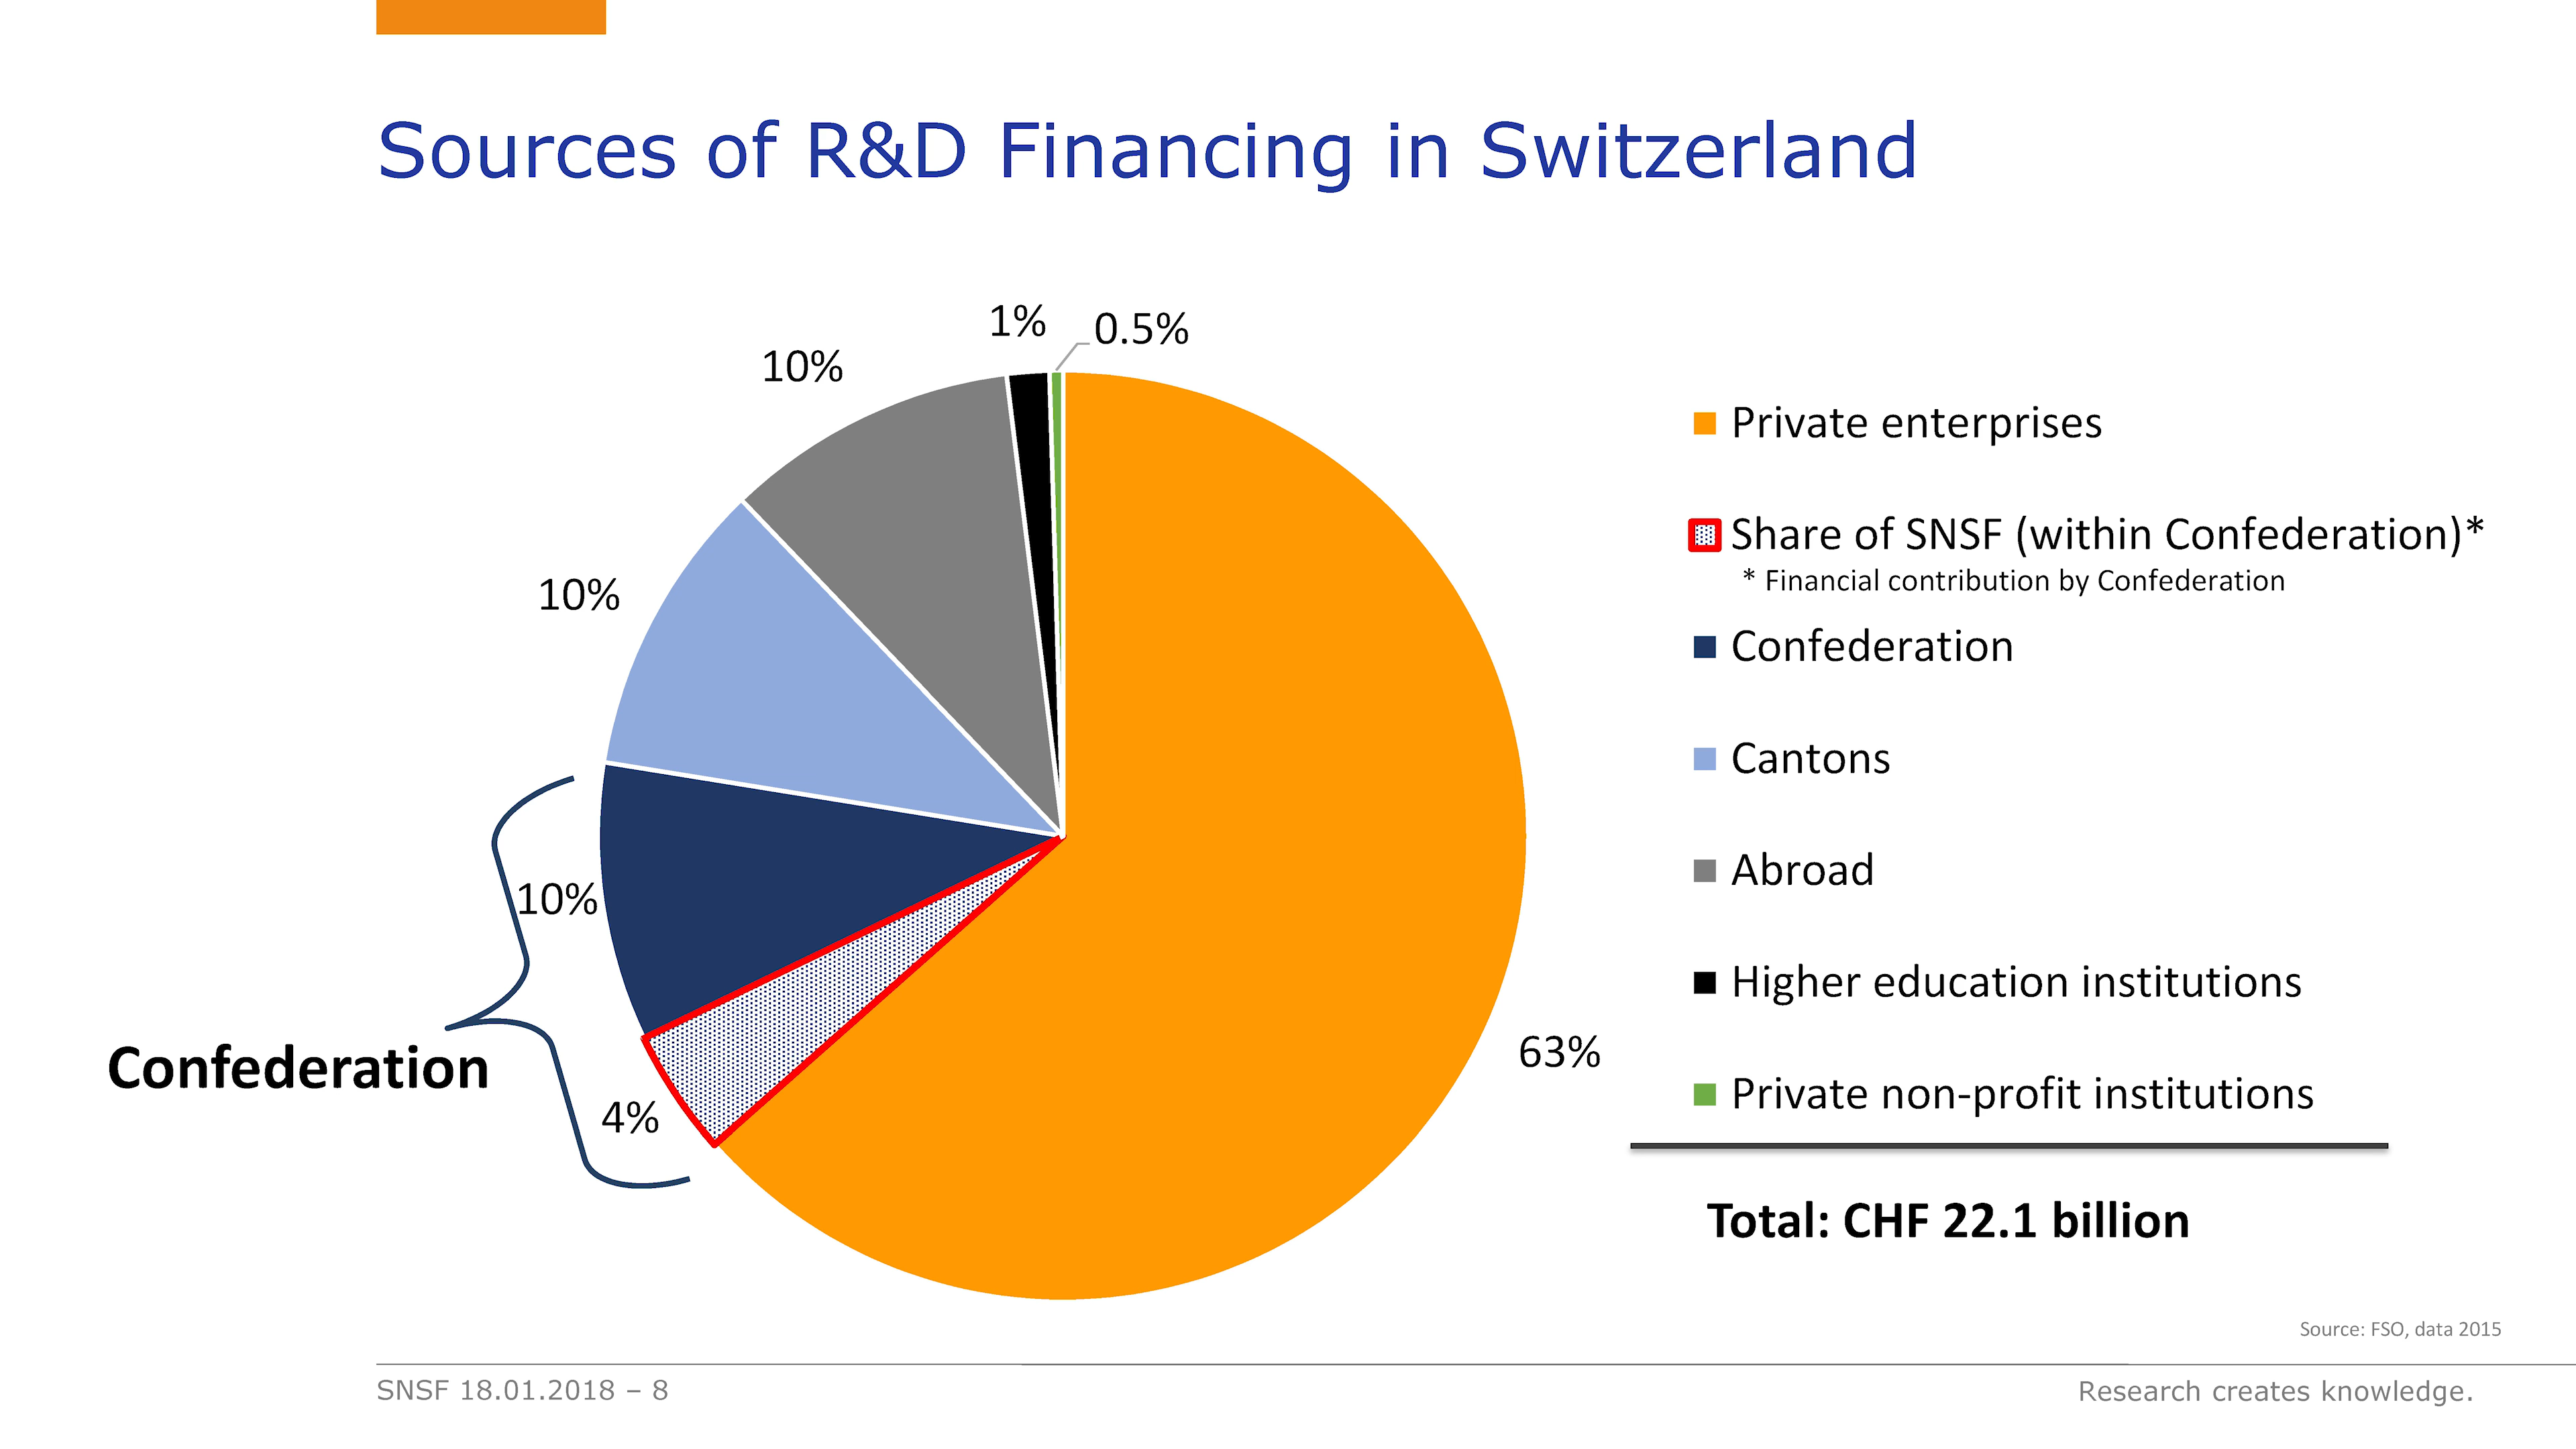 Sources of R&D Financing in Switzerland
1%
0.5%
10%
10%
10%
4%
63%
Confederation
Private enterprises
Share of SNSF (within Confederation)*
* Financial contribution by Confederation
Confederation
Cantons
Abroad
Higher education institutions
Private non-profit institutions
Total: CHF 22.1 billion
Source: FSO, data 2015
SNSF 18.01.2018 – 8
Research creates knowledge.